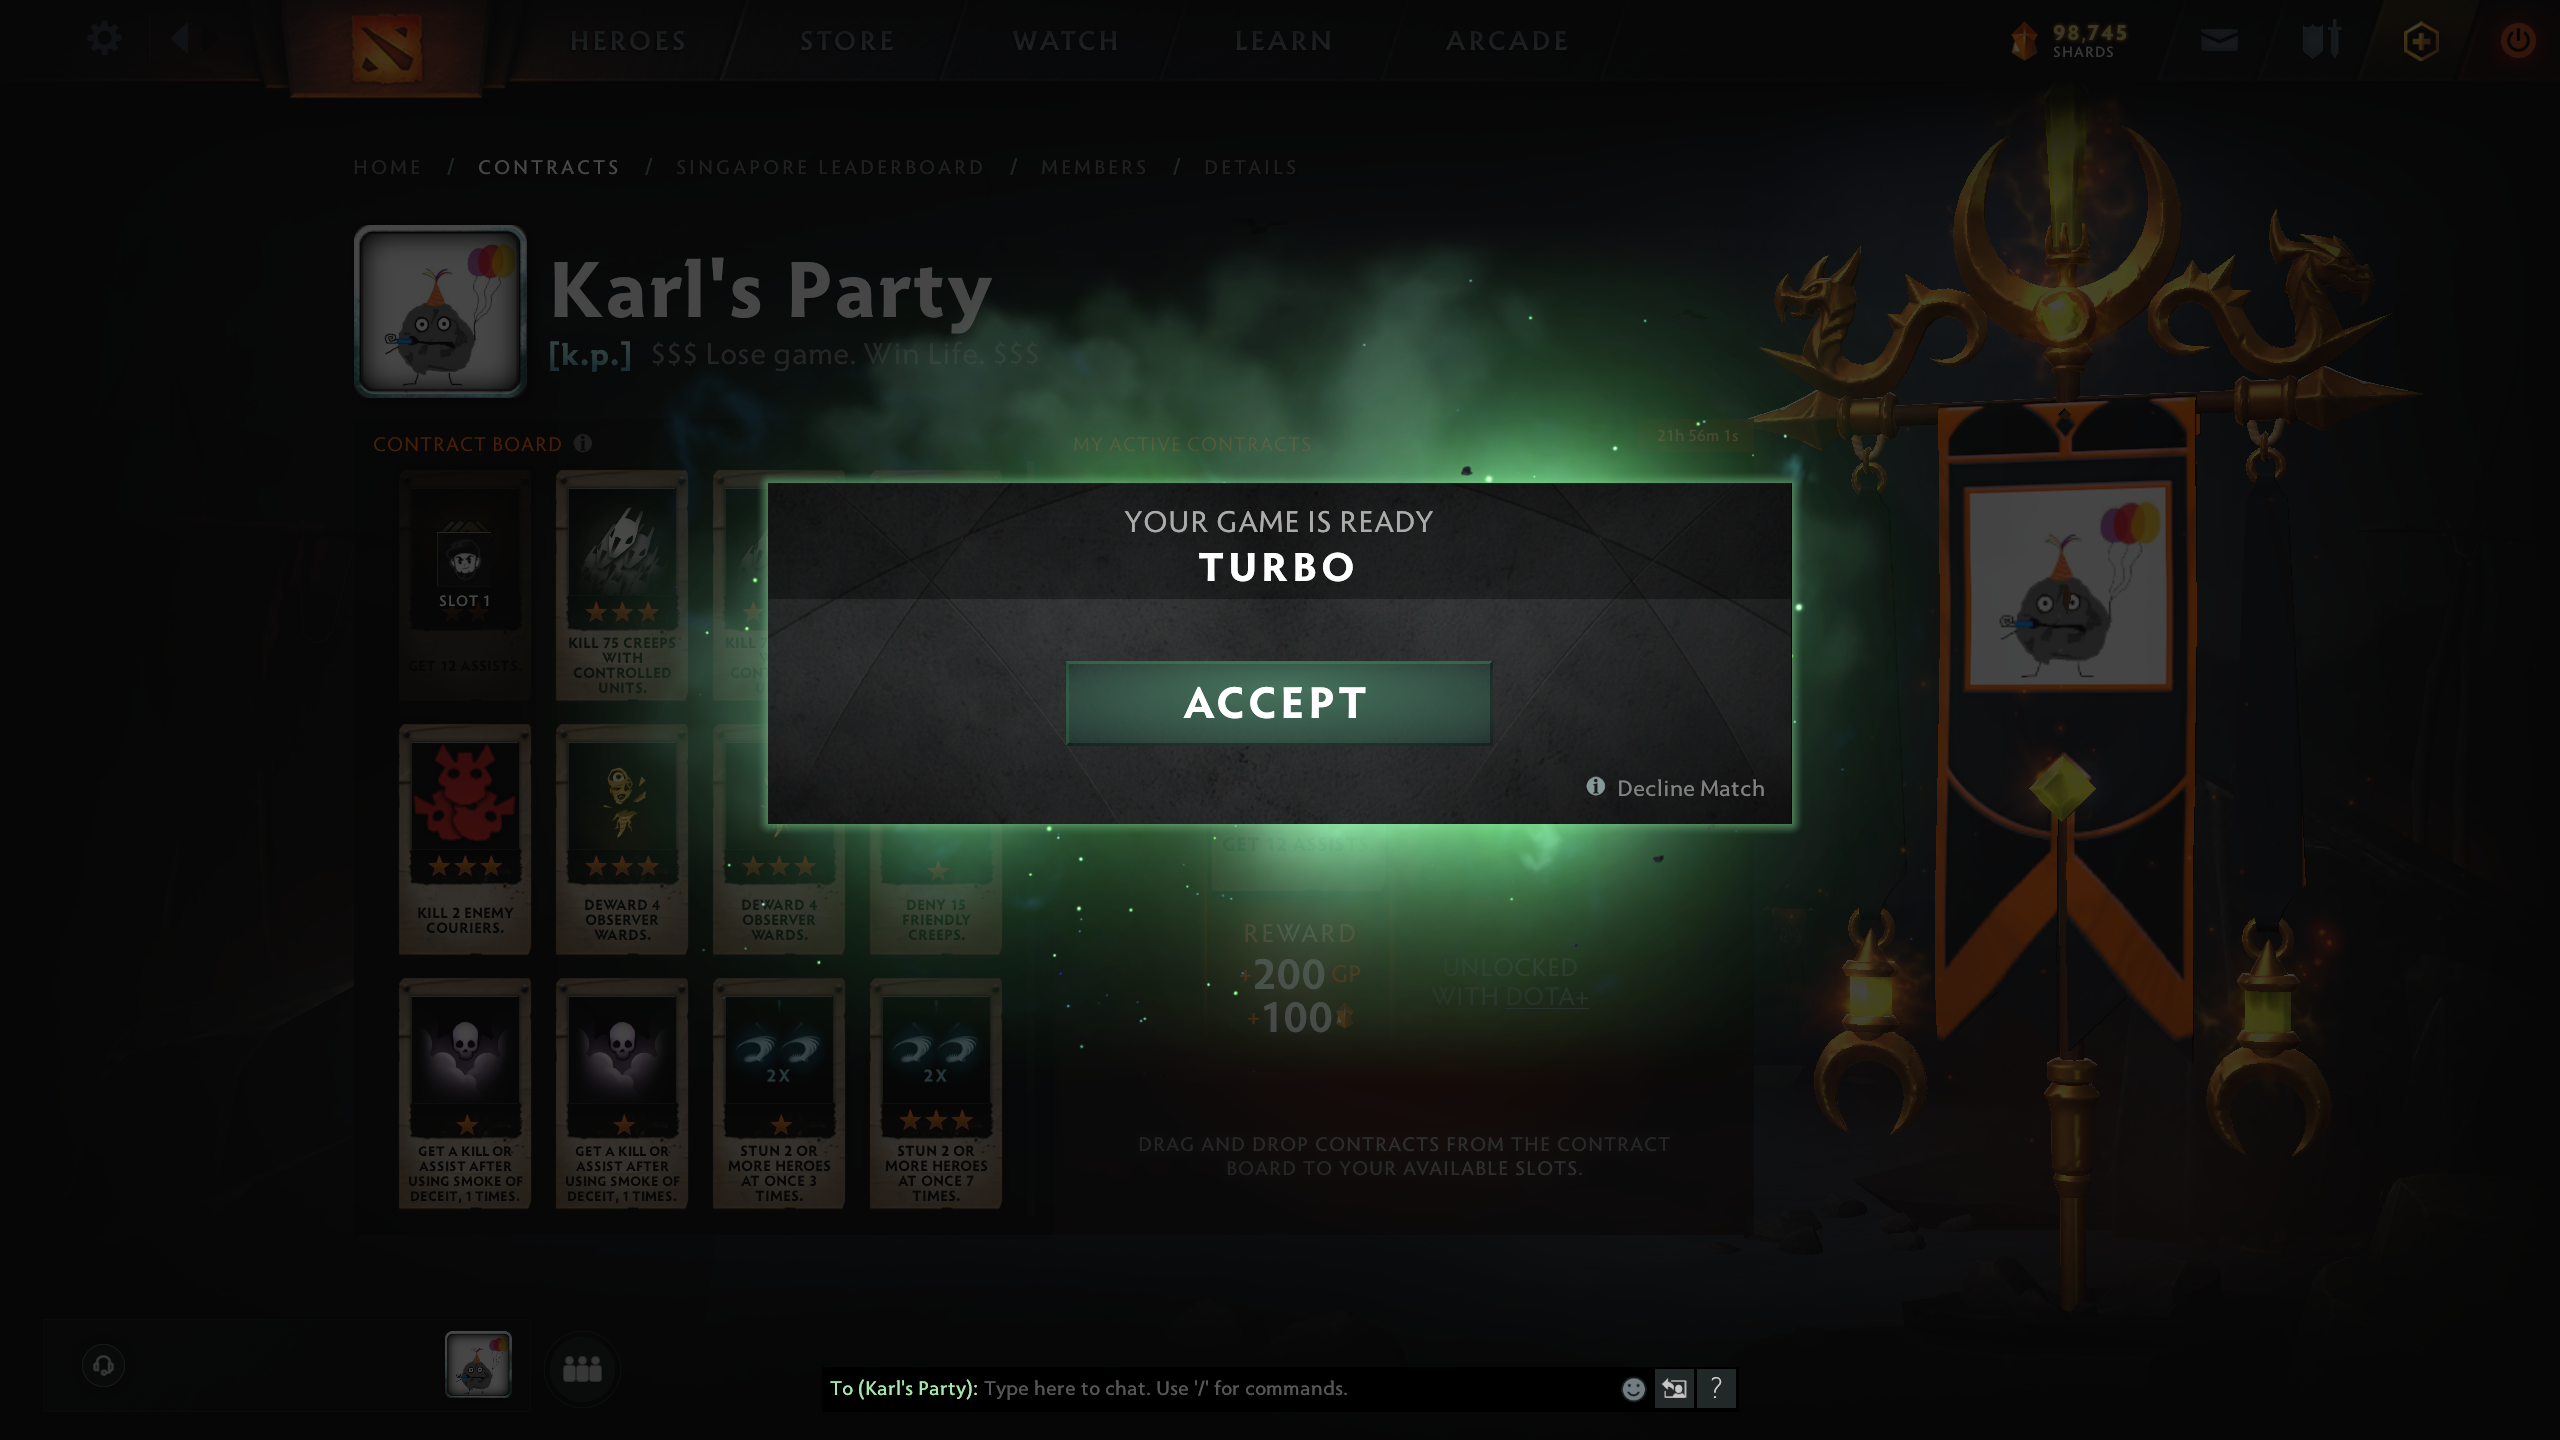 HEROES
STORE
WATCH
LEARN
ARCADE
98,745
SHARDS
HOME / CONTRACTS / SINGAPORE LEADERBOARD / MEMBERS / DETAILS
Karl's Party
[k.p.] $$$ Lose game. Win Life. $$$
CONTRACT BOARD
MY ACTIVE CONTRACTS
21h 56m 1s
SLOT 1
GET 12 ASSISTS.
KILL 75 CREEPS
WITH
CONTROLLED
UNITS.
YOUR GAME IS READY
TURBO
ACCEPT
Decline Match
KILL 2 ENEMY
COURIERS.
DEWARD 4
OBSERVER
WARDS.
DEWARD 4
OBSERVER
WARDS.
DENY 15
FRIENDLY
CREEPS.
GET 12 ASSISTS.
REWARD
+200 GP
+100
UNLOCKED
WITH DOTA+
GET A KILL OR
ASSIST AFTER
USING SMOKE OF
DECEIT, 1 TIMES.
GET A KILL OR
ASSIST AFTER
USING SMOKE OF
DECEIT, 1 TIMES.
2X
STUN 2 OR
MORE HEROES
AT ONCE 3
TIMES.
2X
STUN 2 OR
MORE HEROES
AT ONCE 7
TIMES.
DRAG AND DROP CONTRACTS FROM THE CONTRACT
BOARD TO YOUR AVAILABLE SLOTS.
To (Karl's Party): Type here to chat. Use '/' for commands.
?